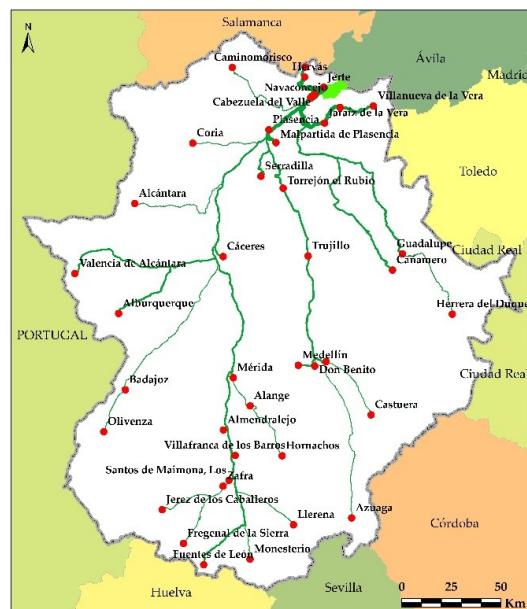 N
Salamanca
Ávila
Madrid
Caminomorisco
Hervás
Jerte
Navaconcejo
Cabezuela del Valle
Villanueva de la Vera
Jaraíz de la Vera
Plasencia
Malpartida de Plasencia
Coria
Toledo
Serradilla
Torrejón el Rubio
Alcántara
Cáceres
Trujillo
Guadalupe
Ciudad Real
Cañamero
Valencia de Alcántara
Alburquerque
Herrera del Duque
PORTUGAL
Medellín
Don Benito
Ciudad Real
Mérida
Badajoz
Alange
Castuera
Olivenza
Almendralejo
Villafranca de los Barros
Hornachos
Santos de Maimona, Los
Zafra
Jerez de los Caballeros
Azuaga
Llerena
Córdoba
Fregenal de la Sierra
Fuentes de León
Monesterio
Huelva
Sevilla
0 25 50
Km